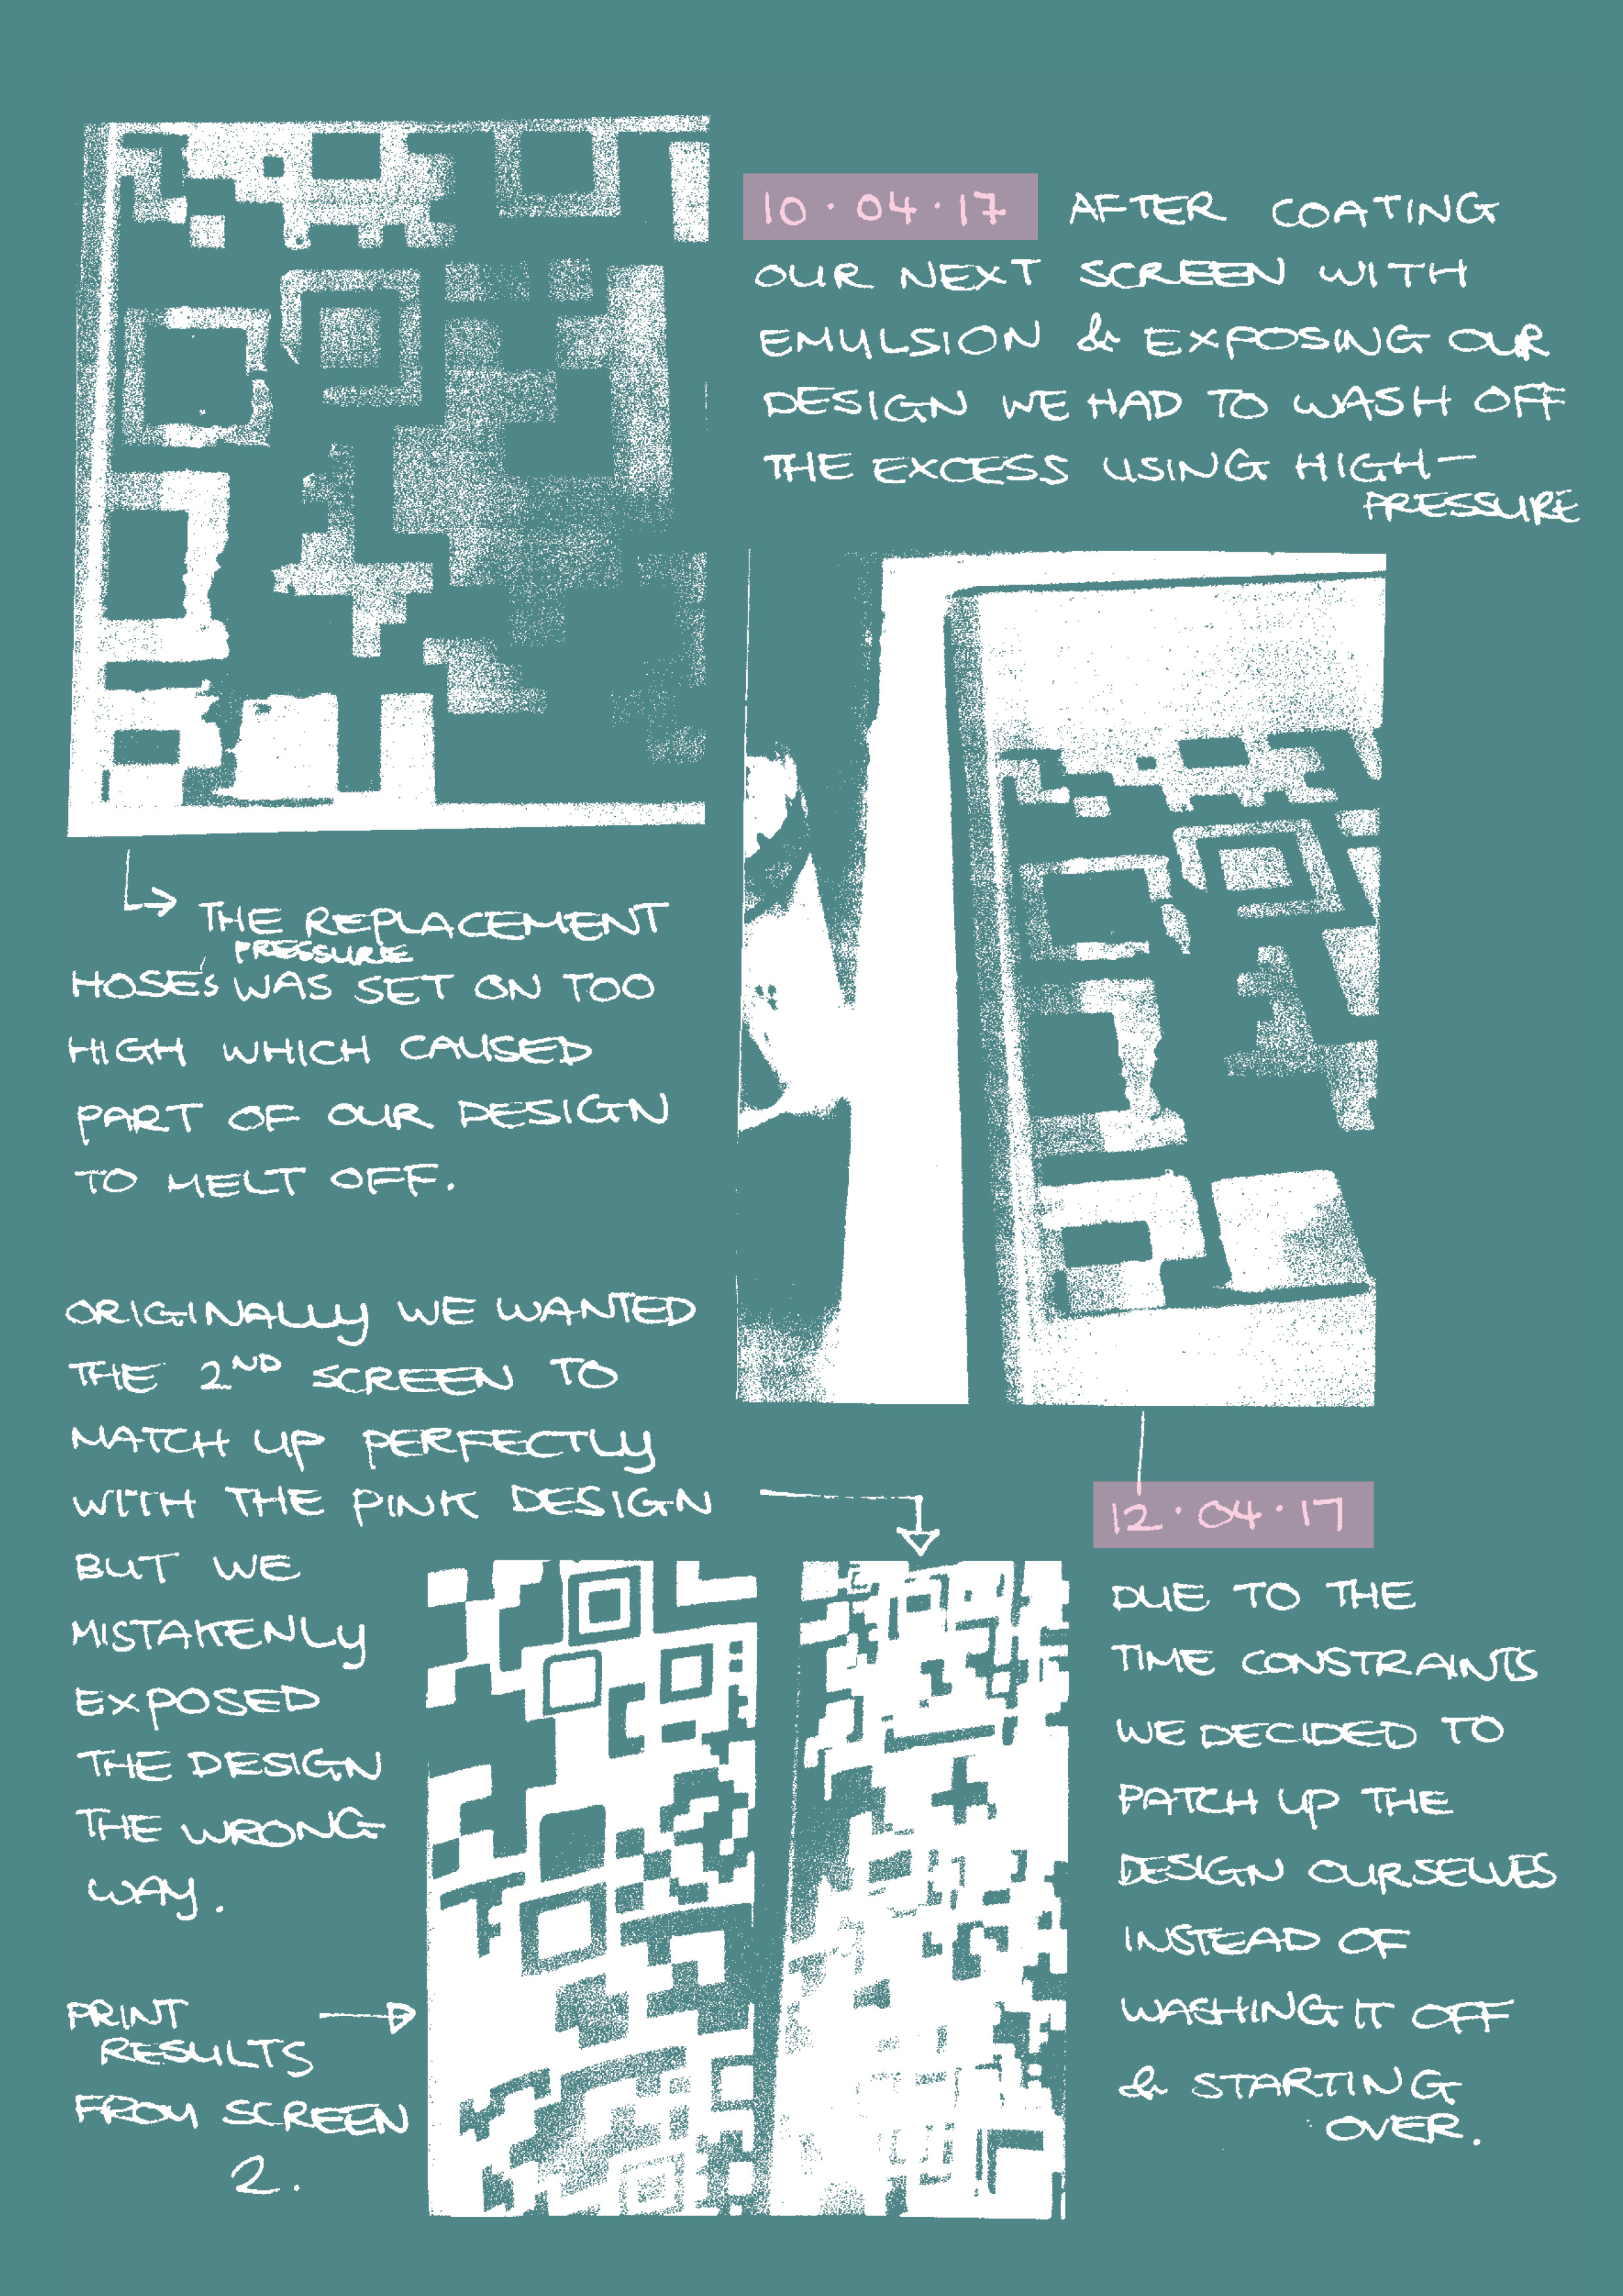 10·04·17 AFTER COATING
OUR NEXT SCREEN WITH
EMULSION & EXPOSING OUR
DESIGN WE HAD TO WASH OFF
THE EXCESS USING HIGH-
PRESSURE
THE REPLACEMENT
PRESSURE
HOSE's WAS SET ON TOO
HIGH WHICH CAUSED
PART OF OUR DESIGN
TO MELT OFF.
ORIGINALLY WE WANTED
THE 2ND SCREEN TO
MATCH UP PERFECTLY
WITH THE PINK DESIGN
BUT WE
MISTAKENLY
EXPOSED
THE DESIGN
THE WRONG
WAY.
PRINT
RESULTS
FROM SCREEN
2.
12·04·17
DUE TO THE
TIME CONSTRAINTS
WE DECIDED TO
PATCH UP THE
DESIGN OURSELVES
INSTEAD OF
WASHING IT OFF
& STARTING
OVER.